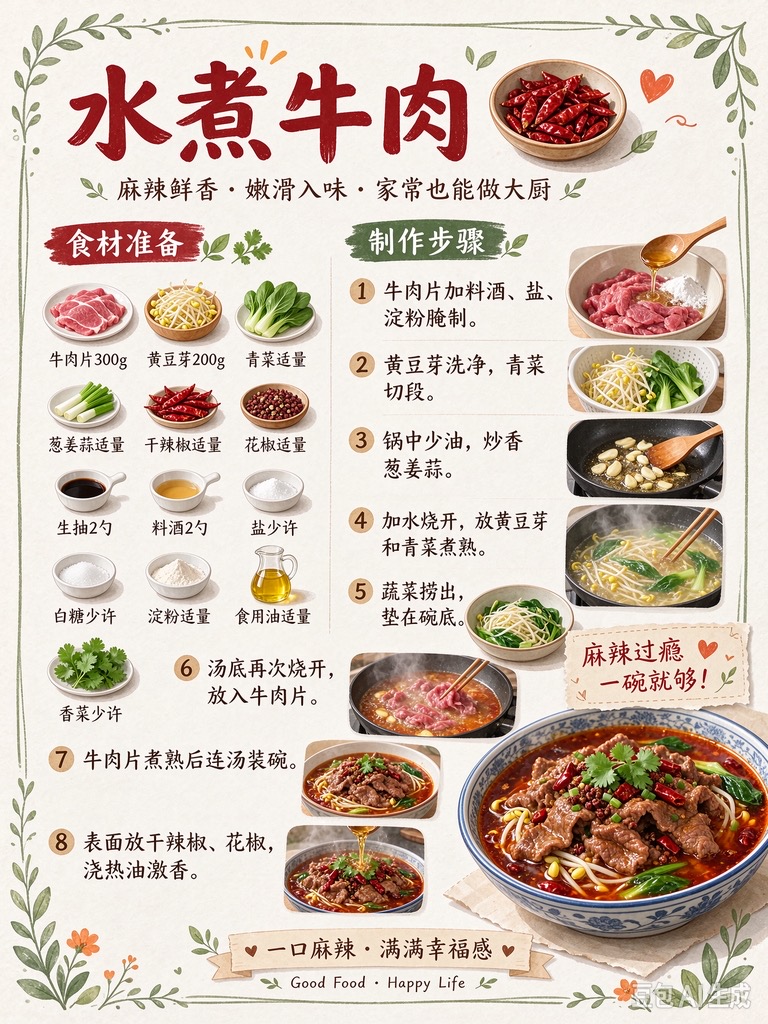 水煮牛肉
麻辣鲜香·嫩滑入味·家常也能做大厨
食材准备
牛肉片300g
黄豆芽200g
青菜适量
葱姜蒜适量
干辣椒适量
花椒适量
生抽2勺
料酒2勺
盐少许
白糖少许
淀粉适量
食用油适量
香菜少许
制作步骤
1 牛肉片加料酒、盐、
淀粉腌制。
2 黄豆芽洗净，青菜
切段。
3 锅中少油，炒香
葱姜蒜。
4 加水烧开，放黄豆芽
和青菜煮熟。
5 蔬菜捞出，
垫在碗底。
6 汤底再次烧开，
放入牛肉片。
7 牛肉片煮熟后连汤装碗。
8 表面放干辣椒、花椒，
浇热油激香。
麻辣过瘾
一碗就够！
一口麻辣·满满幸福感
Good Food · Happy Life
豆包AI生成